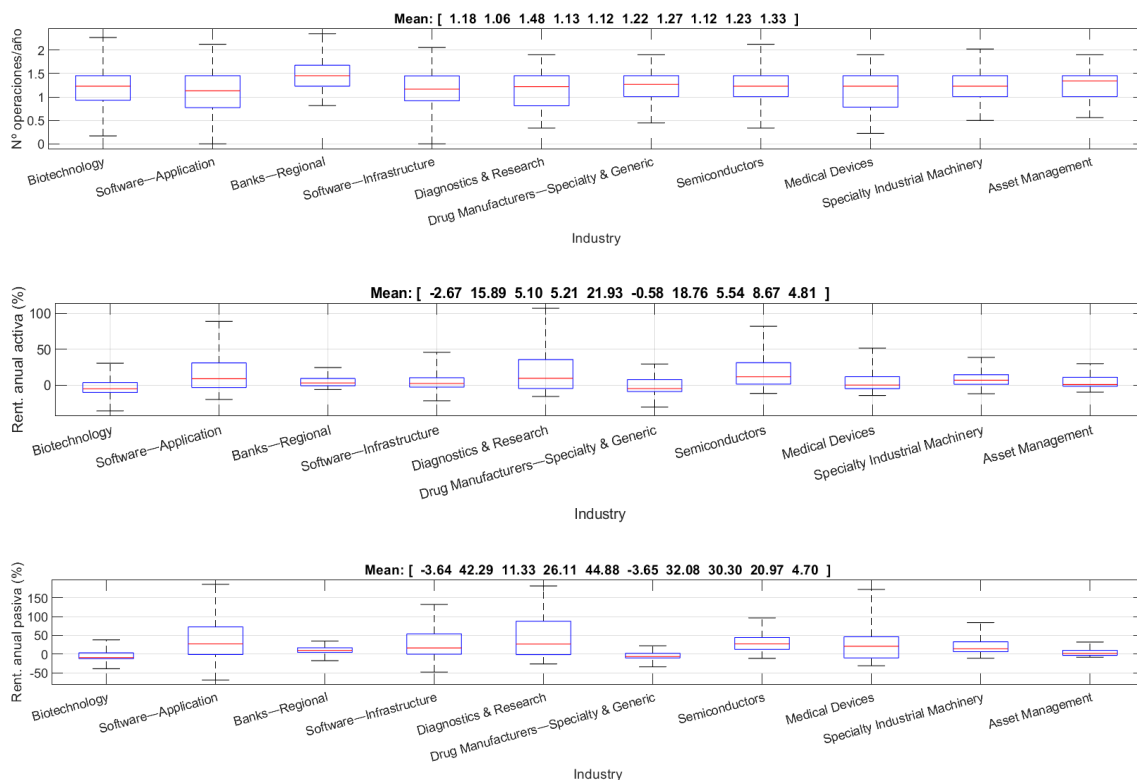 Mean: [ 1.18 1.06 1.48 1.13 1.12 1.22 1.27 1.12 1.23 1.33 ]
Nº operaciones/año
2
1.5
1
0.5
0
Biotechnology
Software—Application
Banks—Regional
Software—Infrastructure
Diagnostics & Research
Drug Manufacturers—Specialty & Generic
Semiconductors
Medical Devices
Specialty Industrial Machinery
Asset Management
Industry
Mean: [ -2.67 15.89 5.10 5.21 21.93 -0.58 18.76 5.54 8.67 4.81 ]
Rent. anual activa (%)
100
50
0
Biotechnology
Software—Application
Banks—Regional
Software—Infrastructure
Diagnostics & Research
Drug Manufacturers—Specialty & Generic
Semiconductors
Medical Devices
Specialty Industrial Machinery
Asset Management
Industry
Mean: [ -3.64 42.29 11.33 26.11 44.88 -3.65 32.08 30.30 20.97 4.70 ]
Rent. anual pasiva (%)
150
100
50
0
-50
Biotechnology
Software—Application
Banks—Regional
Software—Infrastructure
Diagnostics & Research
Drug Manufacturers—Specialty & Generic
Semiconductors
Medical Devices
Specialty Industrial Machinery
Asset Management
Industry